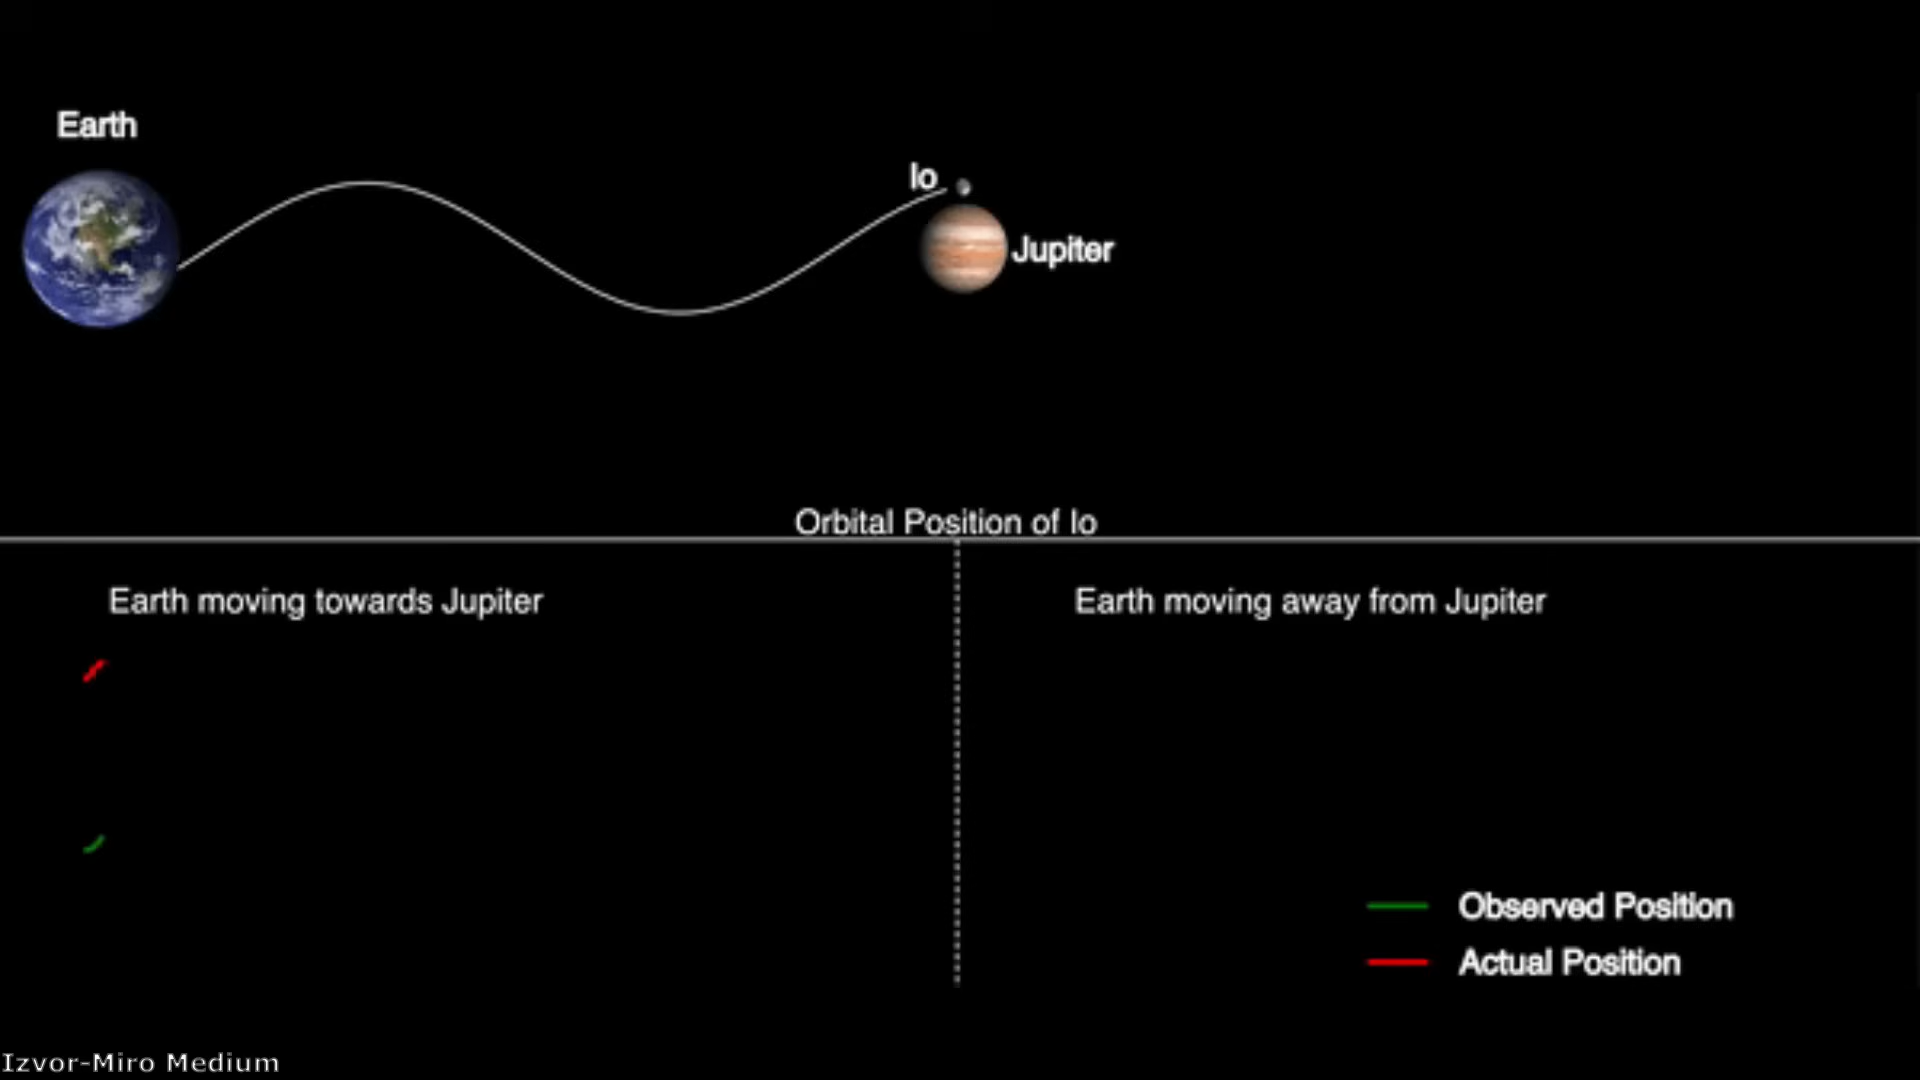 Earth
Io
Jupiter
Orbital Position of Io
Earth moving towards Jupiter
Earth moving away from Jupiter
Observed Position
Actual Position
Izvor-Miro Medium